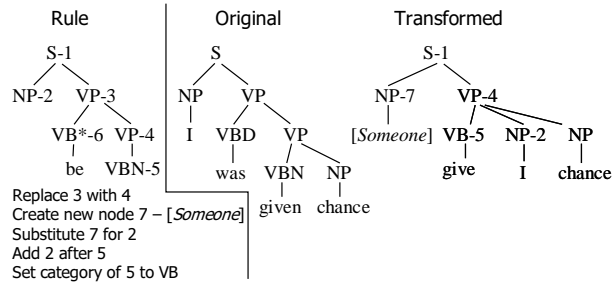 Rule Original Transformed
S-1 S S-1
NP-2 VP-3 NP VP NP-7 VP-4
VB*-6 VP-4 I VBD VP [Someone] VB-5 NP-2 NP
be VBN-5 was VBN NP give I chance
given chance
Replace 3 with 4
Create new node 7 – [Someone]
Substitute 7 for 2
Add 2 after 5
Set category of 5 to VB